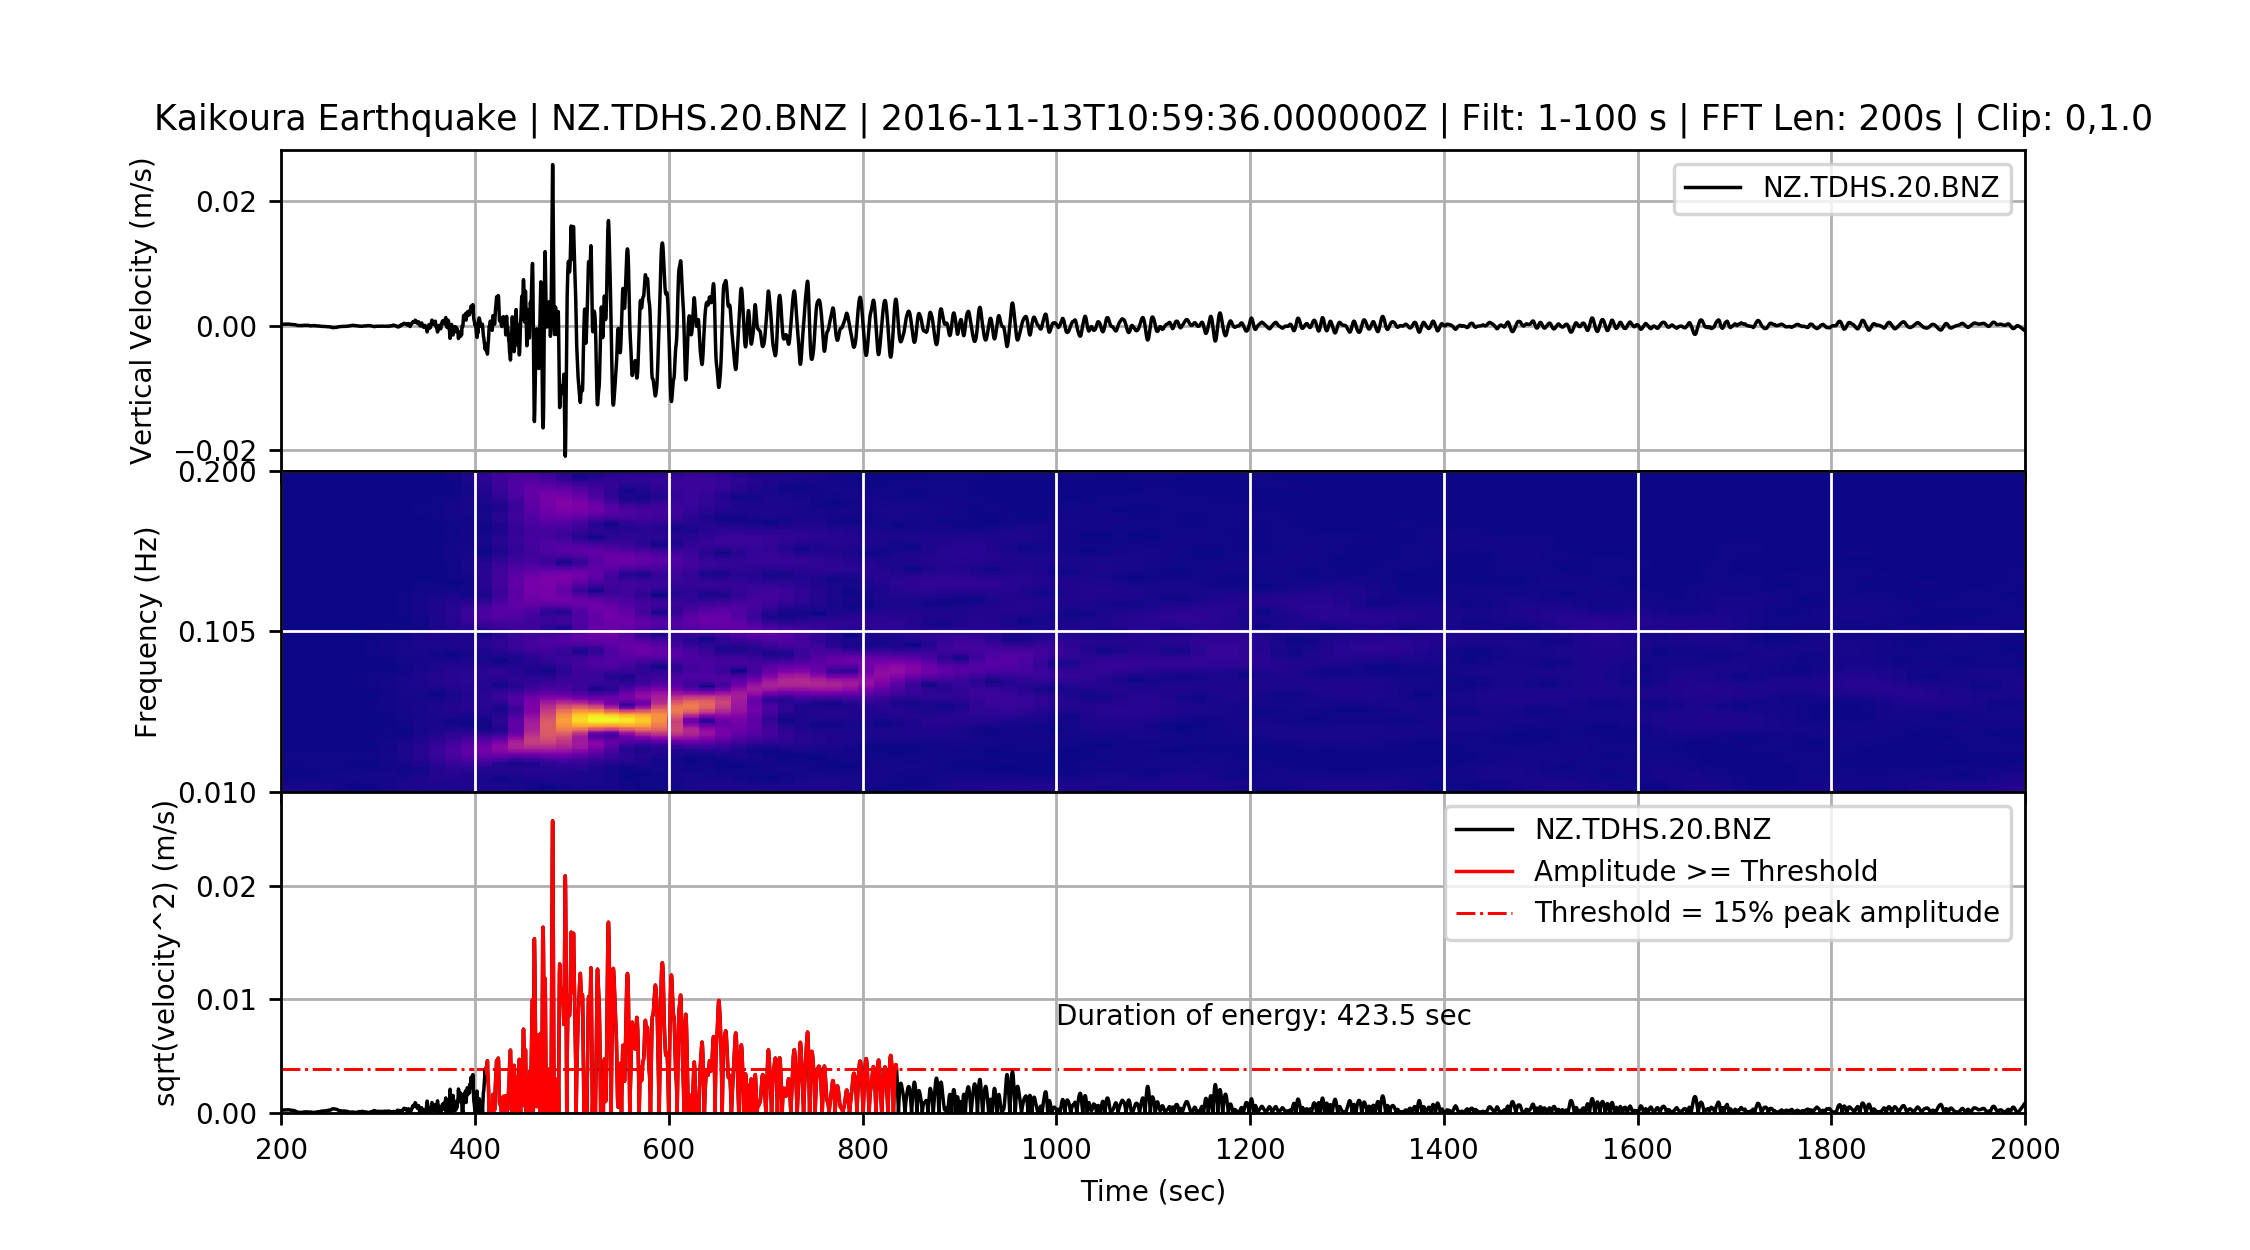 Kaikoura Earthquake | NZ.TDHS.20.BNZ | 2016-11-13T10:59:36.000000Z | Filt: 1-100 s | FFT Len: 200s | Clip: 0,1.0
Vertical Velocity (m/s)
0.02
0.00
−0.02
NZ.TDHS.20.BNZ
Frequency (Hz)
0.200
0.105
0.010
sqrt(velocity^2) (m/s)
0.02
0.01
0.00
NZ.TDHS.20.BNZ
Amplitude >= Threshold
Threshold = 15% peak amplitude
Duration of energy: 423.5 sec
200 400 600 800 1000 1200 1400 1600 1800 2000
Time (sec)